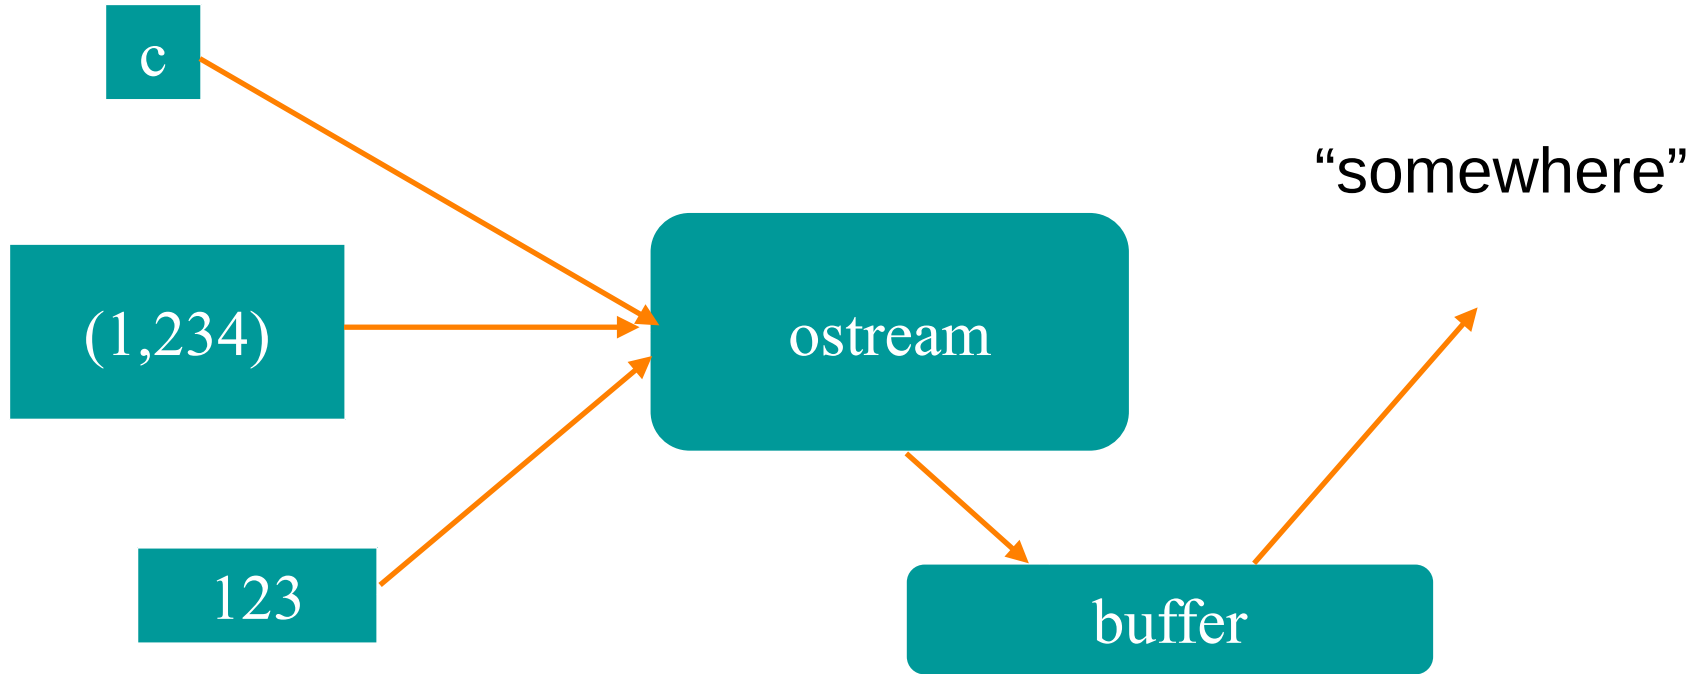 c
“somewhere”
(1,234)
ostream
123
buffer